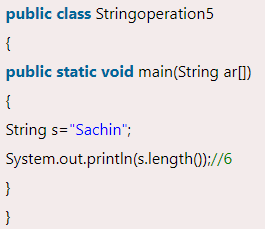 public class Stringoperation5
{
public static void main(String ar[])
{
String s="Sachin";
System.out.println(s.length());//6
}
}